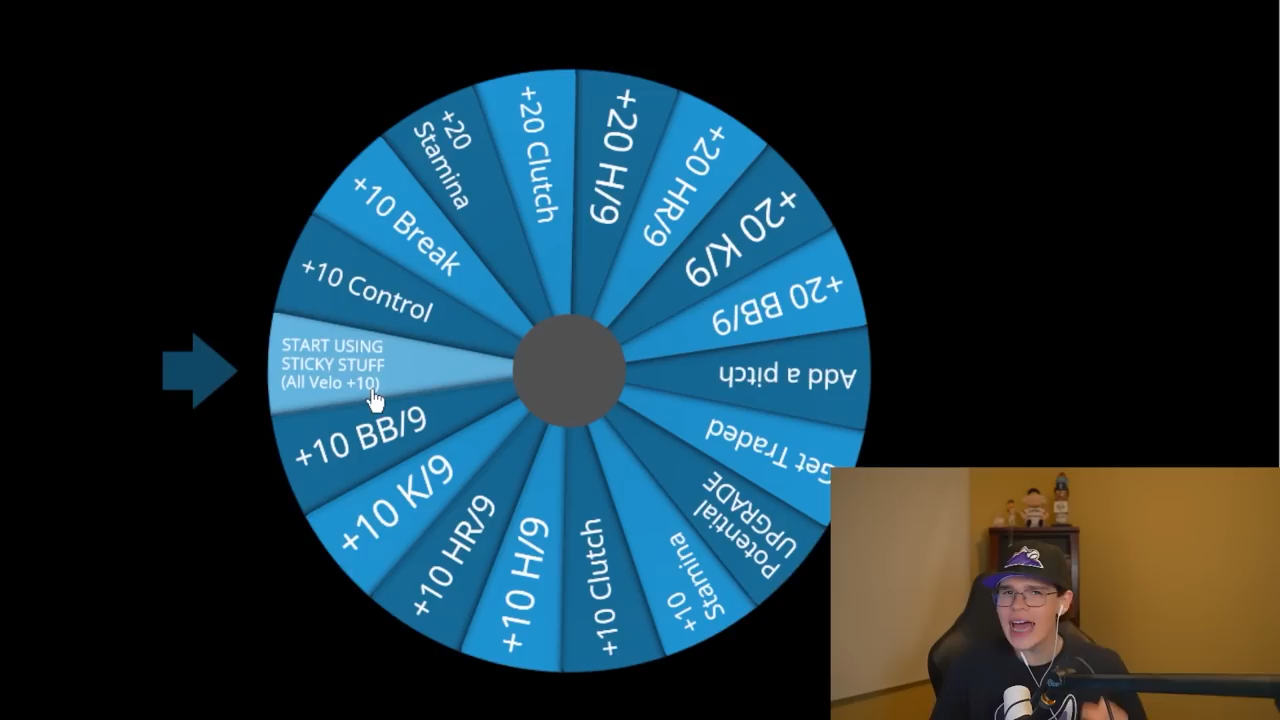 +20 Clutch
+20 H/9
+20 HR/9
+20 K/9
+20 BB/9
Add a pitch
Get Traded
Potential
UPGRADE
+10
Stamina
+10 Clutch
+10 H/9
+10 HR/9
+10 K/9
+10 BB/9
START USING
STICKY STUFF
(All Velo +10)
+10 Control
+10 Break
+20
Stamina